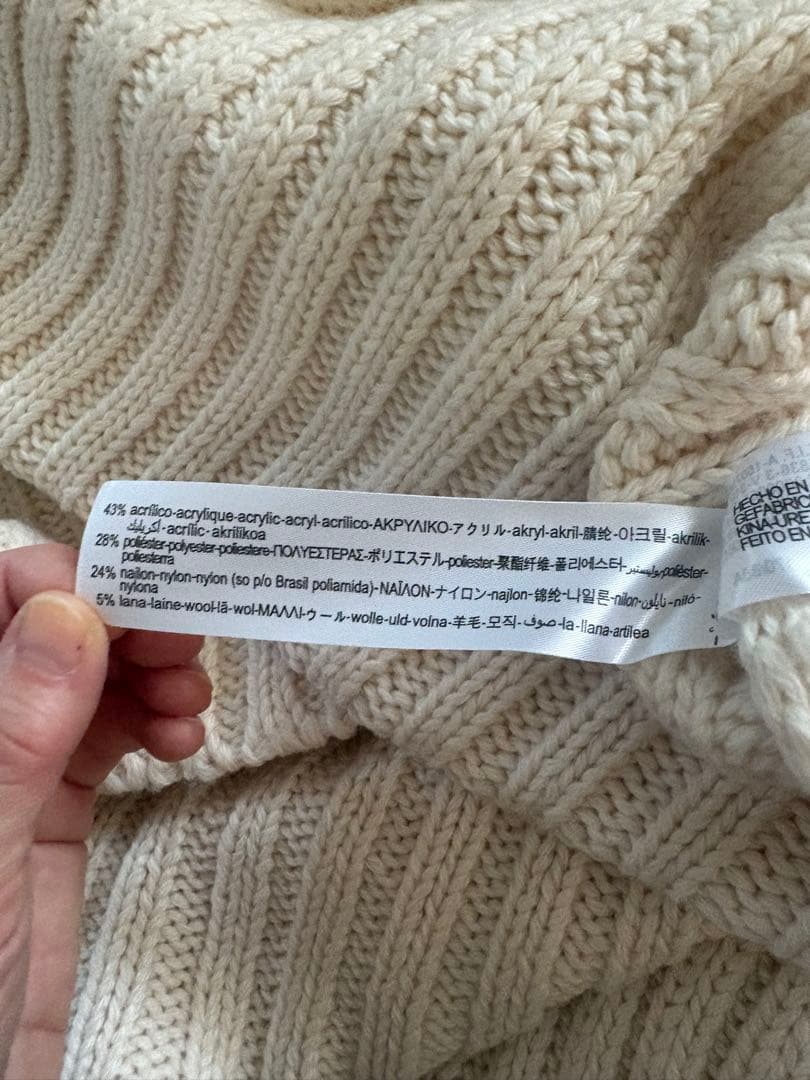 43% acrílico-acrylique-acrylic-acryl-acrilico-ΑΚΡΥΛΙΚΟ-アクリル-akryl-akril-腈纶-아크릴-akrilik-
أكريليك-acrílic-akrilikoa
28% poliéster-polyester-poliestere-ΠΟΛΥΕΣΤΕΡΑΣ-ポリエステル-poliester-聚酯纤维-폴리에스터-بوليستير-polièster-
poliesterra
24% nailon-nylon-nylon (so p/o Brasil poliamida)-ΝΑΪΛΟΝ-ナイロン-najlon-锦纶-나일론-nilon-نايلون-niló-
nylona
5% lana-laine-wool-lã-wol-ΜΑΛΛΙ-ウール-wolle-uld-volna-羊毛-모직-صوف-la-llana-artilea
HECHO EN
GEFABRIC
KINA-URE
FEITO EN